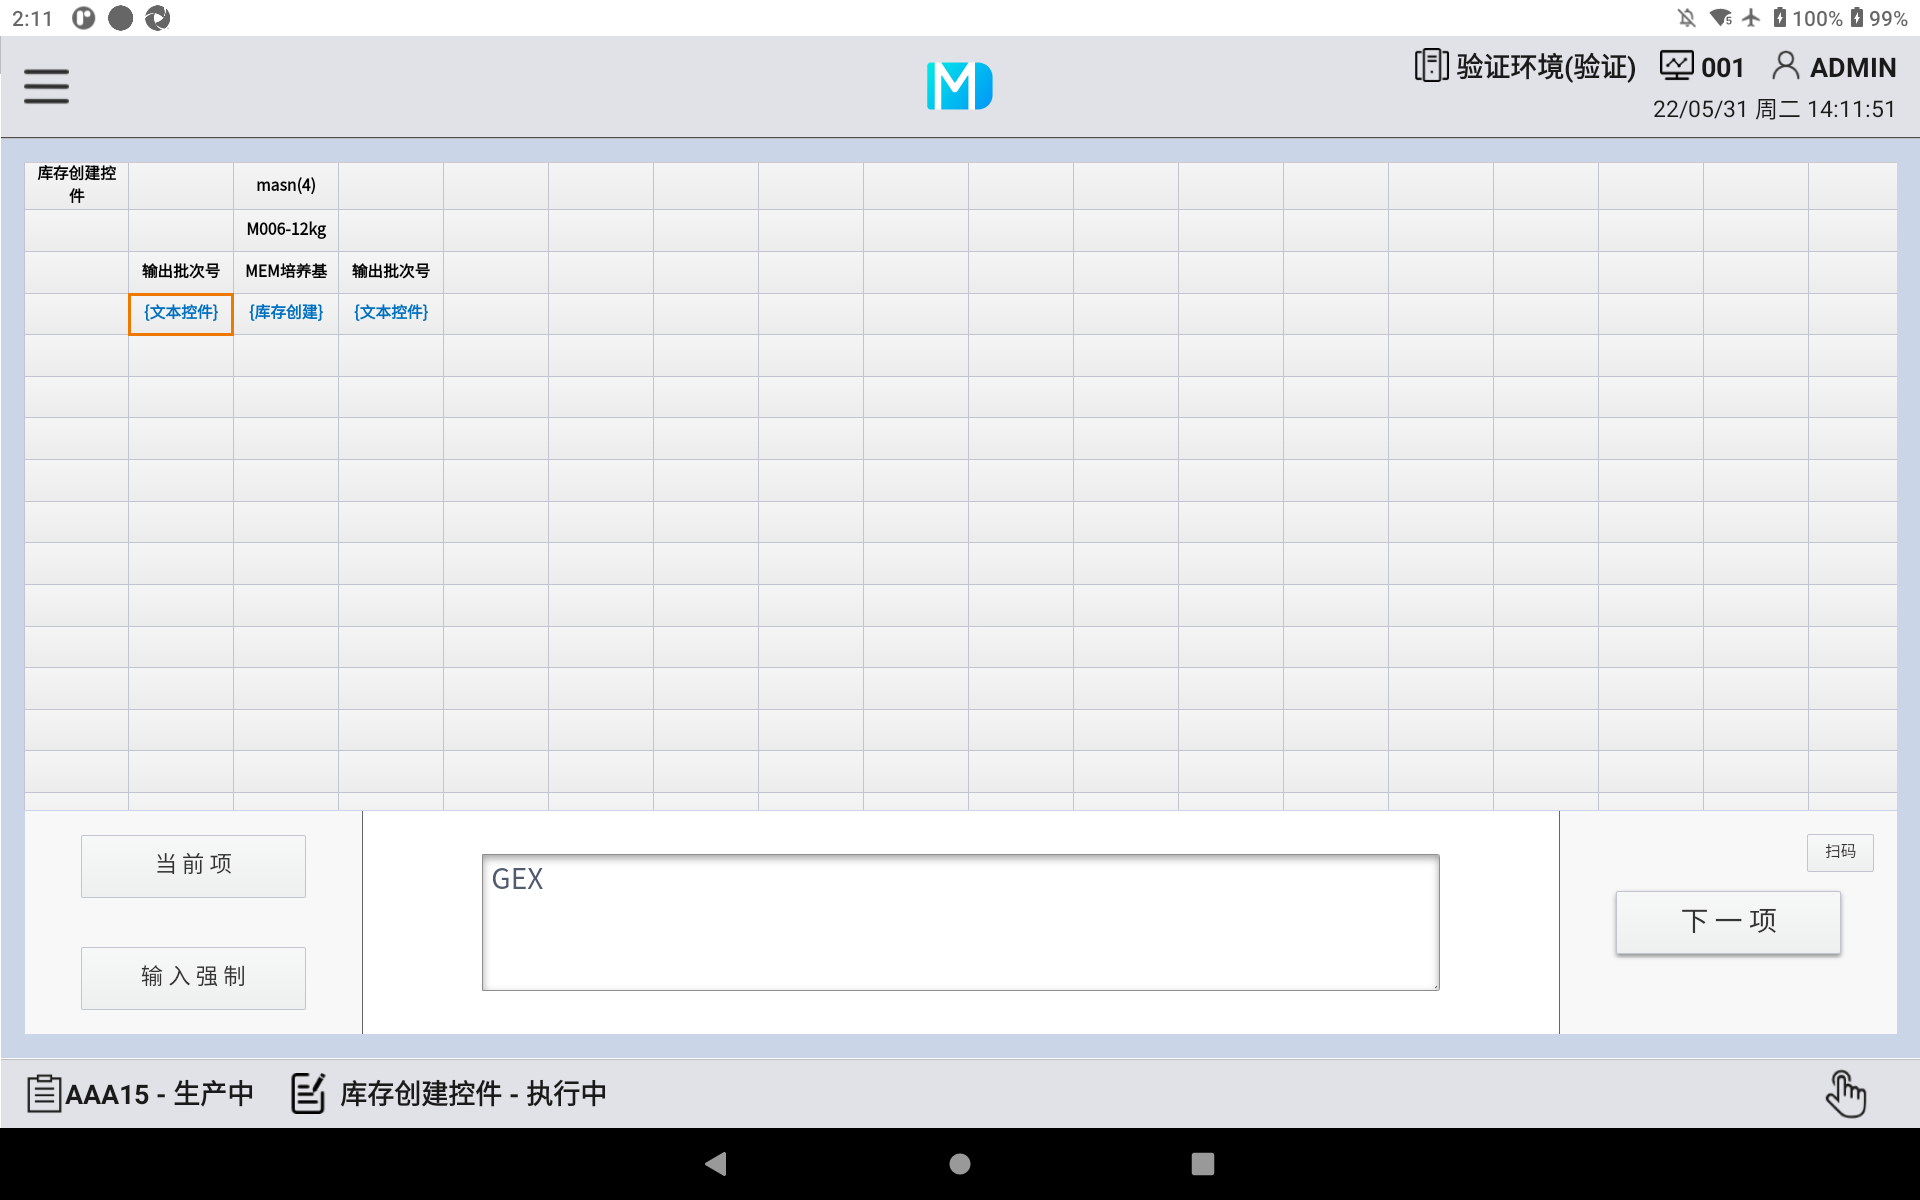 2:11
100% 99%
验证环境(验证) 001 ADMIN
22/05/31 周二 14:11:51
库存创建控件
masn(4)
M006-12kg
输出批次号 MEM培养基 输出批次号
{文本控件} {库存创建} {文本控件}
当前项
GEX
扫码
下一项
输入强制
AAA15 - 生产中 库存创建控件 - 执行中